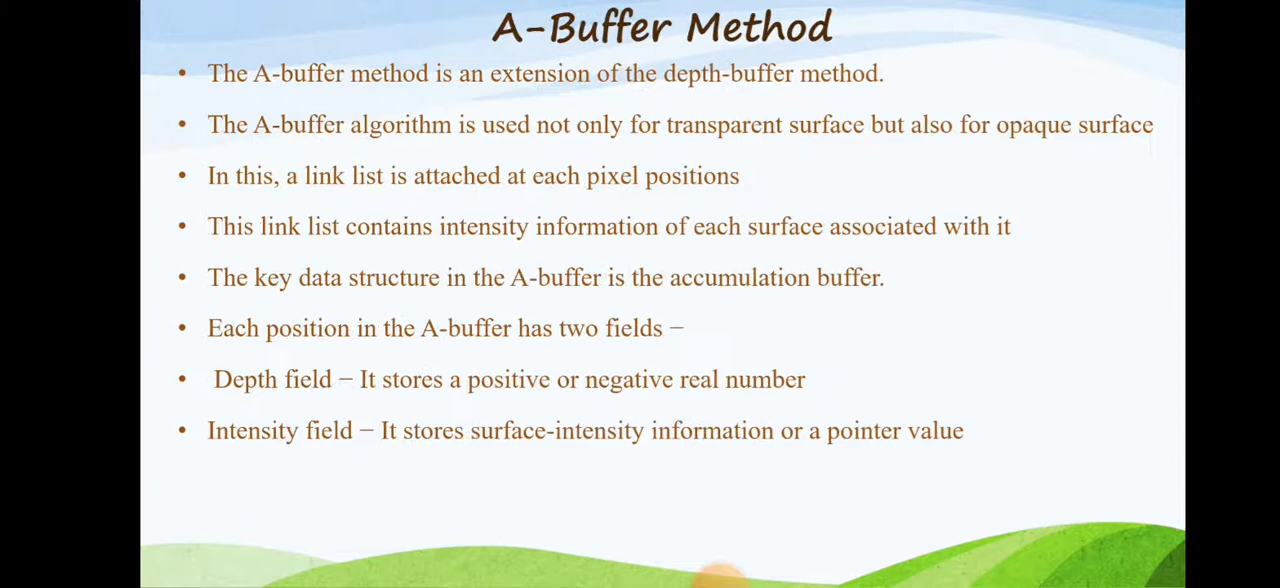 A-Buffer Method
• The A-buffer method is an extension of the depth-buffer method.
• The A-buffer algorithm is used not only for transparent surface but also for opaque surface
• In this, a link list is attached at each pixel positions
• This link list contains intensity information of each surface associated with it
• The key data structure in the A-buffer is the accumulation buffer.
• Each position in the A-buffer has two fields −
• Depth field − It stores a positive or negative real number
• Intensity field − It stores surface-intensity information or a pointer value